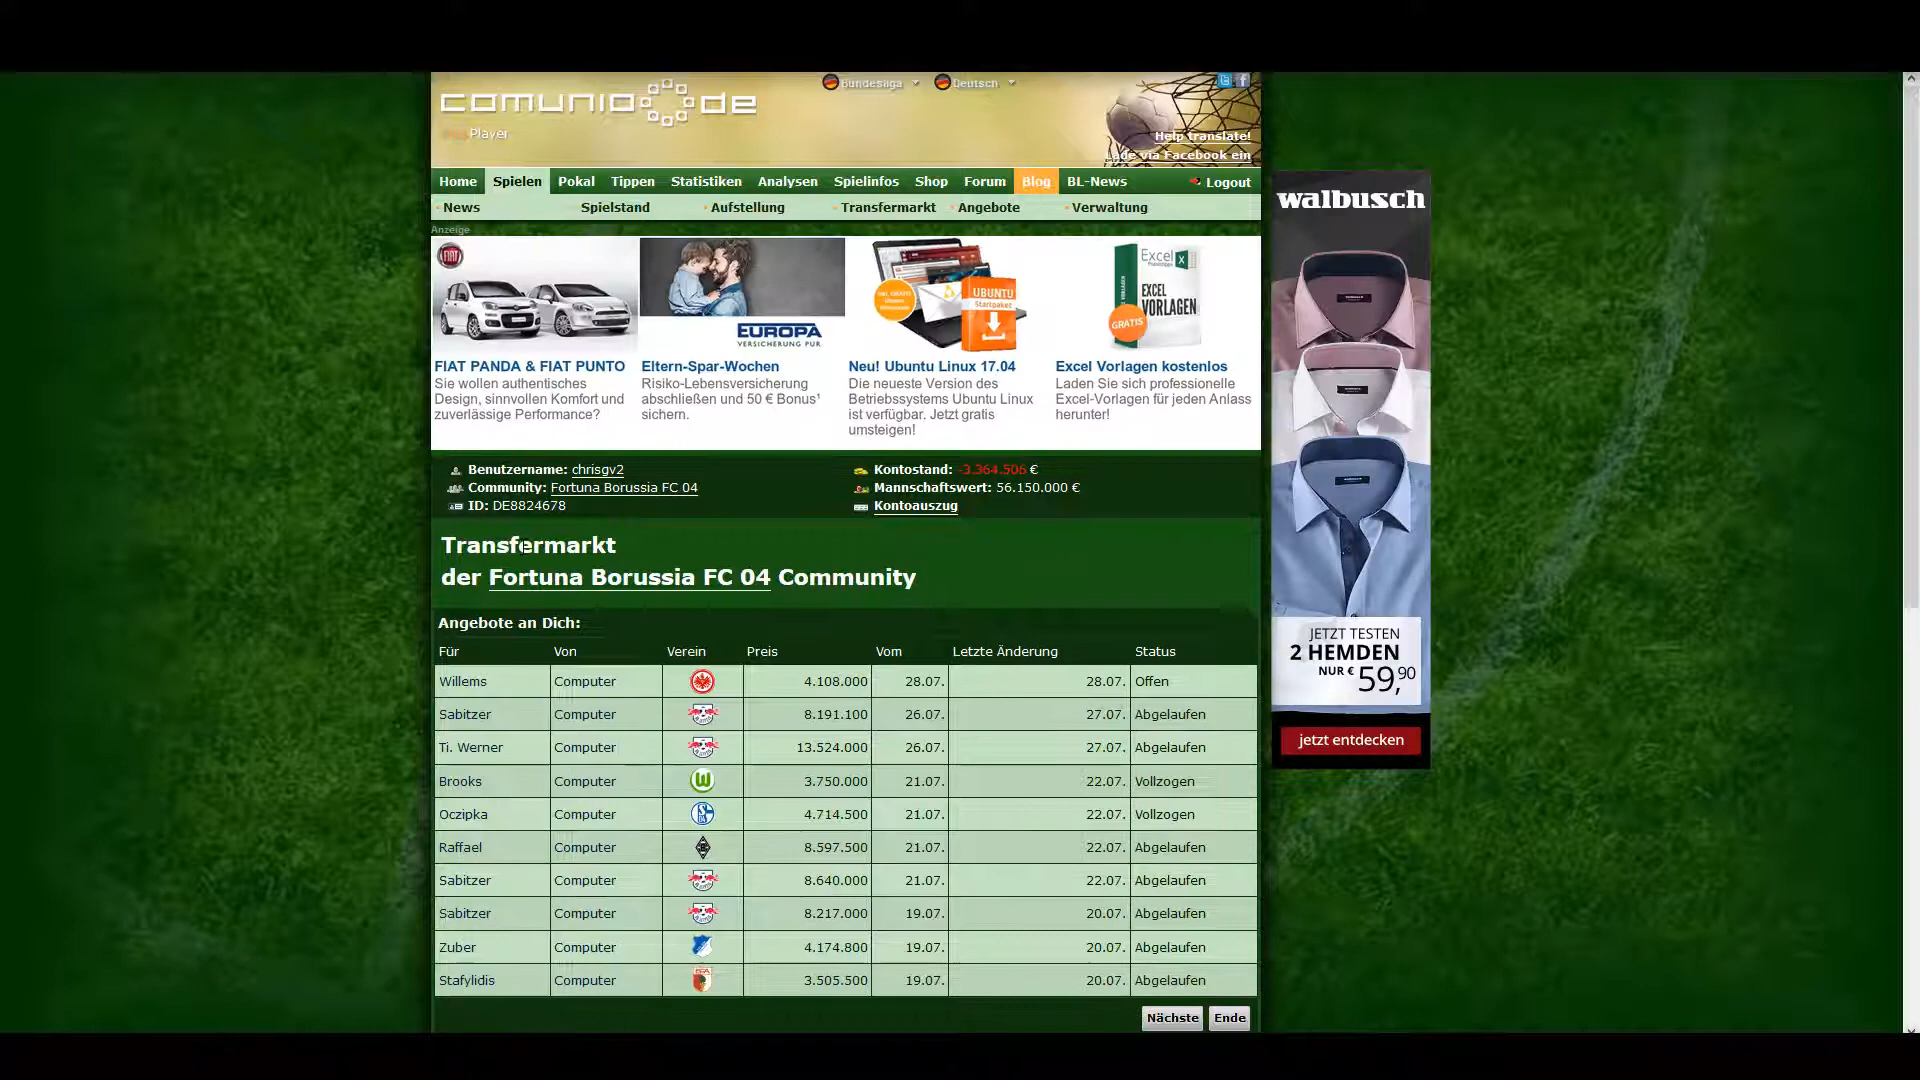 Bundesliga Deutsch
comunio.de
Player
Help translate!
Lade via Facebook ein
Home Spielen Pokal Tippen Statistiken Analysen Spielinfos Shop Forum Blog BL-News Logout
News Spielstand Aufstellung Transfermarkt Angebote Verwaltung
Anzeige
FIAT
EUROPA
VERSICHERUNG PUR.
UBUNTU
Startpaket
Excel
EXCEL
VORLAGEN
GRATIS
FIAT PANDA & FIAT PUNTO
Sie wollen authentisches
Design, sinnvollen Komfort und
zuverlässige Performance?
Eltern-Spar-Wochen
Risiko-Lebensversicherung
abschließen und 50 € Bonus¹
sichern.
Neu! Ubuntu Linux 17.04
Die neueste Version des
Betriebssystems Ubuntu Linux
ist verfügbar. Jetzt gratis
umsteigen!
Excel Vorlagen kostenlos
Laden Sie sich professionelle
Excel-Vorlagen für jeden Anlass
herunter!
walbusch
JETZT TESTEN
2 HEMDEN
NUR € 59,90
jetzt entdecken
Benutzername: chrisgv2
Community: Fortuna Borussia FC 04
ID: DE8824678
Kontostand: -3.364.506 €
Mannschaftswert: 56.150.000 €
Kontoauszug
Transfermarkt
der Fortuna Borussia FC 04 Community
Angebote an Dich:
Für Von Verein Preis Vom Letzte Änderung Status
Willems Computer 4.108.000 28.07. 28.07. Offen
Sabitzer Computer 8.191.100 26.07. 27.07. Abgelaufen
Ti. Werner Computer 13.524.000 26.07. 27.07. Abgelaufen
Brooks Computer 3.750.000 21.07. 22.07. Vollzogen
Oczipka Computer 4.714.500 21.07. 22.07. Vollzogen
Raffael Computer 8.597.500 21.07. 22.07. Abgelaufen
Sabitzer Computer 8.640.000 21.07. 22.07. Abgelaufen
Sabitzer Computer 8.217.000 19.07. 20.07. Abgelaufen
Zuber Computer 4.174.800 19.07. 20.07. Abgelaufen
Stafylidis Computer 3.505.500 19.07. 20.07. Abgelaufen
Nächste Ende